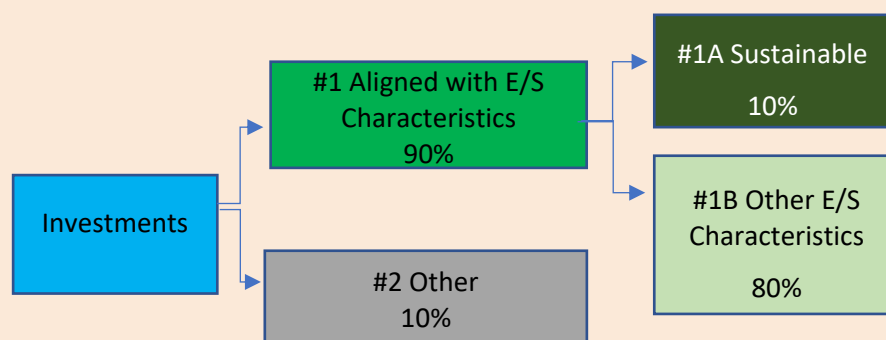 Investments
#1 Aligned with E/S
Characteristics
90%
#2 Other
10%
#1A Sustainable
10%
#1B Other E/S
Characteristics
80%